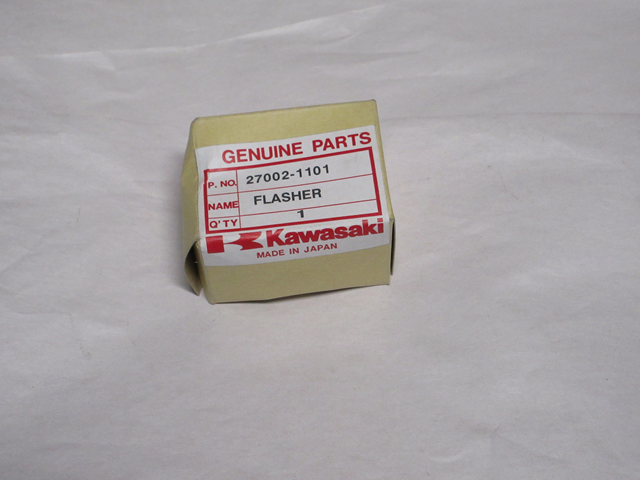 GENUINE PARTS
P. NO. 27002-1101
NAME FLASHER
Q'TY 1
Kawasaki
MADE IN JAPAN